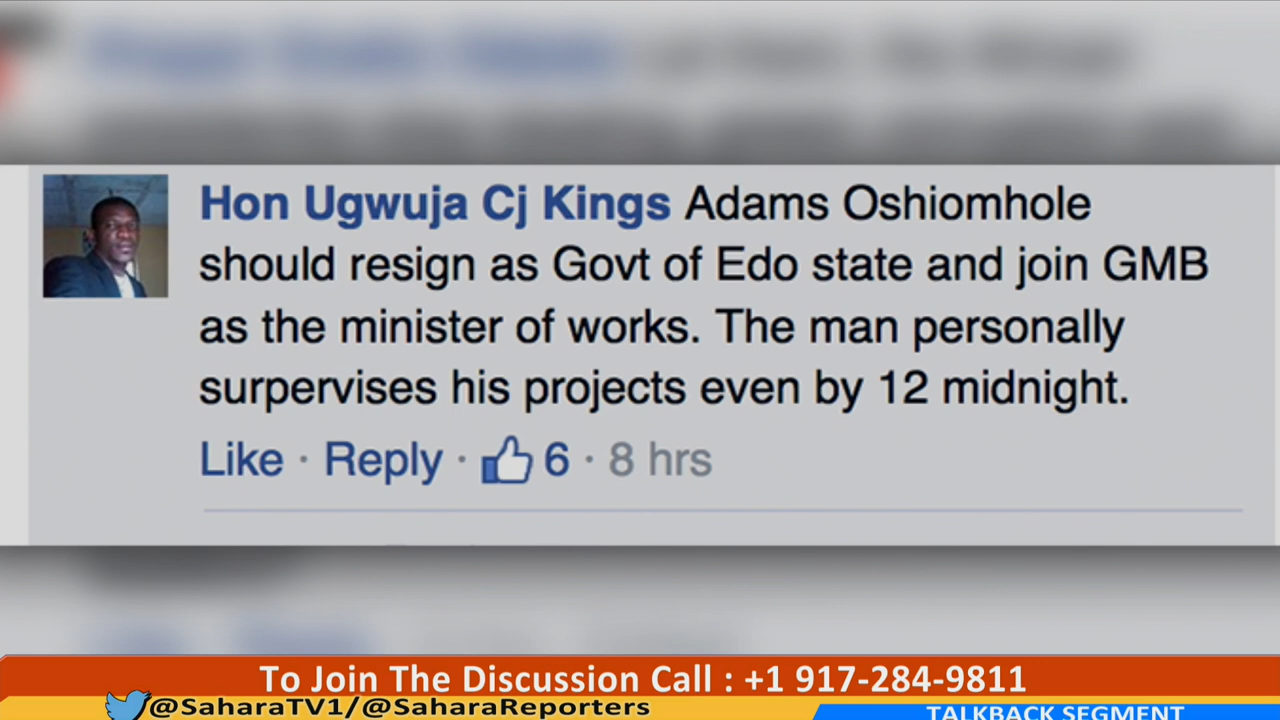 Hon Ugwuja Cj Kings Adams Oshiomhole
should resign as Govt of Edo state and join GMB
as the minister of works. The man personally
surpervises his projects even by 12 midnight.
Like · Reply · 6 · 8 hrs
To Join The Discussion Call : +1 917-284-9811
@SaharaTV1/@SaharaReporters
TALKBACK SEGMENT